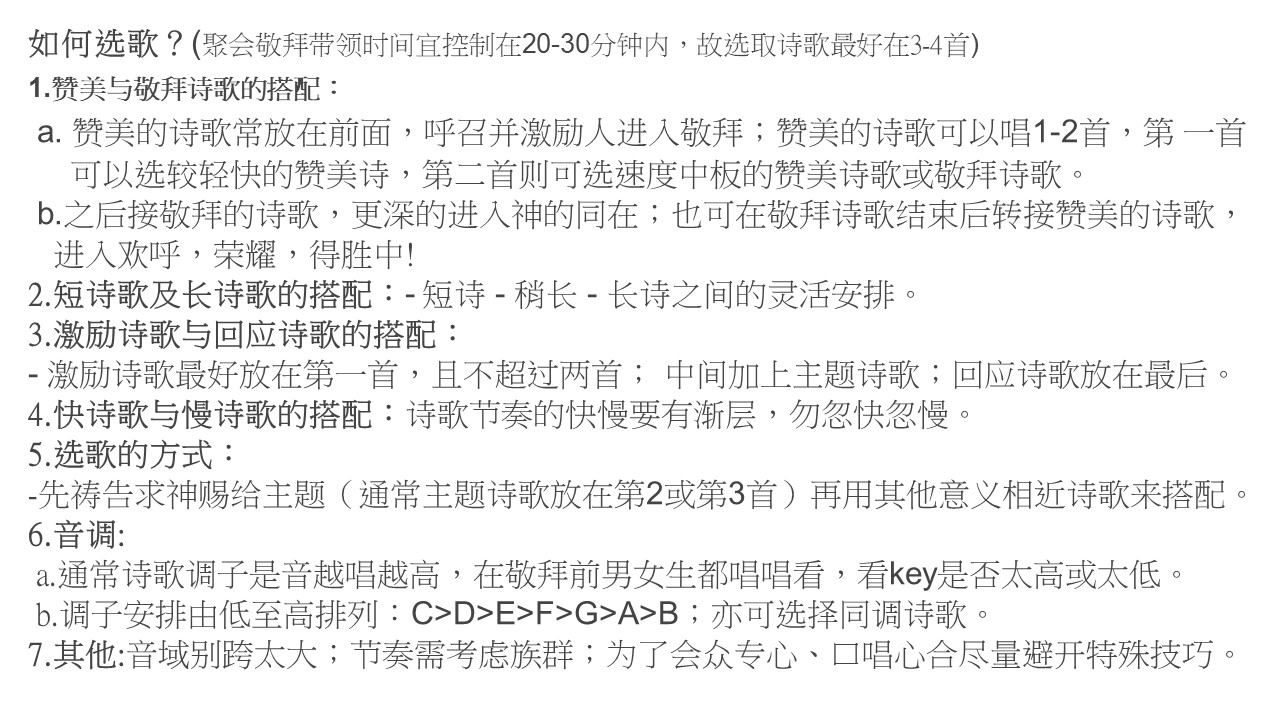 如何选歌？(聚会敬拜带领时间宜控制在20-30分钟内，故选取诗歌最好在3-4首)
1.赞美与敬拜诗歌的搭配：
a. 赞美的诗歌常放在前面，呼召并激励人进入敬拜；赞美的诗歌可以唱1-2首，第 一首
可以选较轻快的赞美诗，第二首则可选速度中板的赞美诗歌或敬拜诗歌。
b.之后接敬拜的诗歌，更深的进入神的同在；也可在敬拜诗歌结束后转接赞美的诗歌，
进入欢呼，荣耀，得胜中!
2.短诗歌及长诗歌的搭配：- 短诗 - 稍长 - 长诗之间的灵活安排。
3.激励诗歌与回应诗歌的搭配：
- 激励诗歌最好放在第一首，且不超过两首； 中间加上主题诗歌；回应诗歌放在最后。
4.快诗歌与慢诗歌的搭配：诗歌节奏的快慢要有渐层，勿忽快忽慢。
5.选歌的方式：
-先祷告求神赐给主题（通常主题诗歌放在第2或第3首）再用其他意义相近诗歌来搭配。
6.音调:
a.通常诗歌调子是音越唱越高，在敬拜前男女生都唱唱看，看key是否太高或太低。
b.调子安排由低至高排列：C>D>E>F>G>A>B；亦可选择同调诗歌。
7.其他:音域别跨太大；节奏需考虑族群；为了会众专心、口唱心合尽量避开特殊技巧。